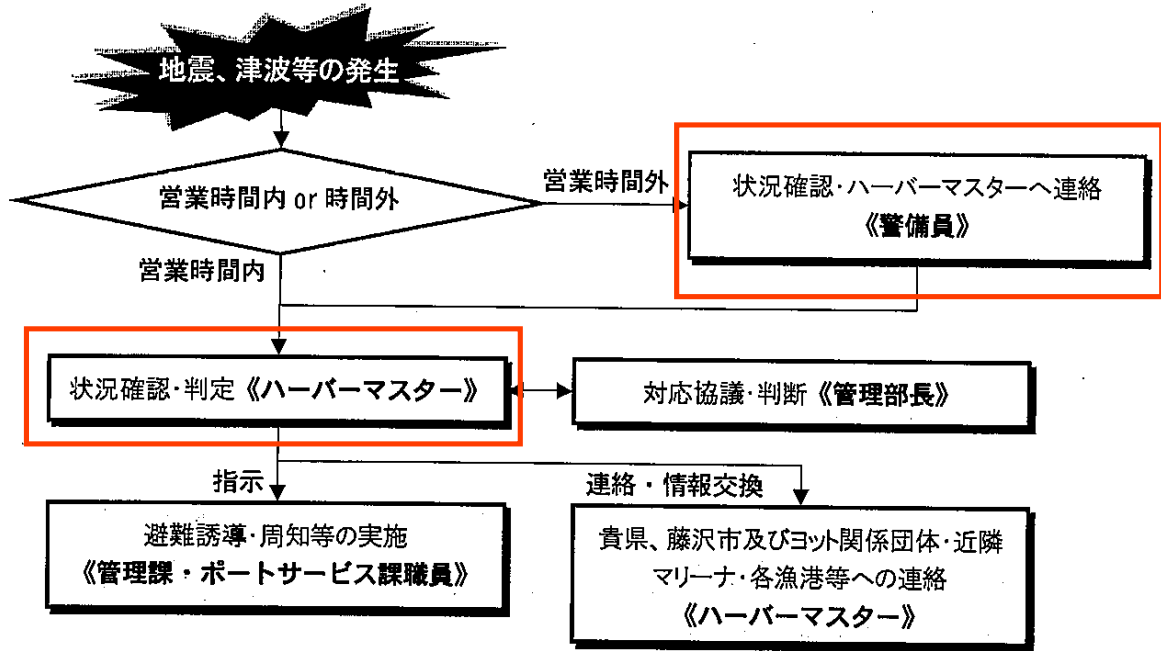 地震、津波等の発生
営業時間内 or 時間外
営業時間外
状況確認・ハーバーマスターへ連絡
《警備員》
営業時間内
状況確認・判定《ハーバーマスター》
対応協議・判断《管理部長》
指示
連絡・情報交換
避難誘導・周知等の実施
《管理課・ポートサービス課職員》
貴県、藤沢市及びヨット関係団体・近隣
マリーナ・各漁港等への連絡
《ハーバーマスター》